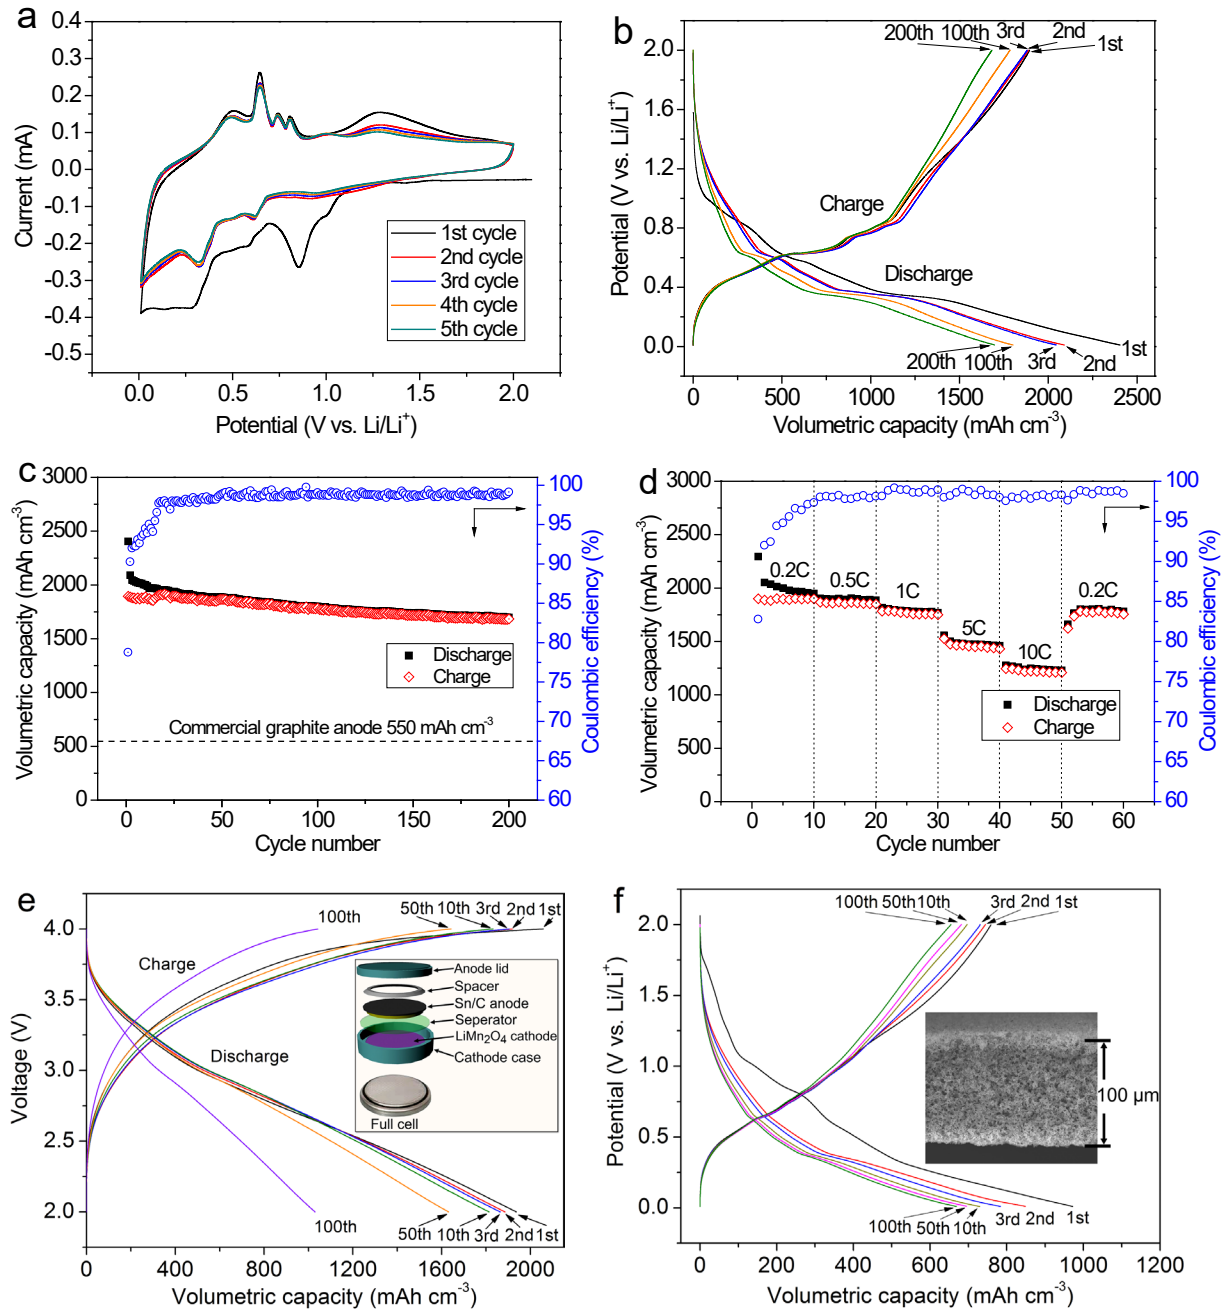 a
0.4
0.3
0.2
0.1
0.0
-0.1
-0.2
-0.3
-0.4
-0.5
Current (mA)
1st cycle
2nd cycle
3rd cycle
4th cycle
5th cycle
0.0 0.5 1.0 1.5 2.0
Potential (V vs. Li/Li⁺)
b
200th 100th 3rd 2nd
1st
2.0
1.6
1.2
0.8
0.4
0.0
Potential (V vs. Li/Li⁺)
Charge
Discharge
200th 100th 3rd 2nd 1st
0 500 1000 1500 2000 2500
Volumetric capacity (mAh cm⁻³)
c
3000
2500
2000
1500
1000
500
0
Volumetric capacity (mAh cm⁻³)
100
95
90
85
80
75
70
65
60
Coulombic efficiency (%)
Discharge
Charge
Commercial graphite anode 550 mAh cm⁻³
0 50 100 150 200
Cycle number
d
3000
2500
2000
1500
1000
500
0
Volumetric capacity (mAh cm⁻³)
100
95
90
85
80
75
70
65
60
Coulombic efficiency (%)
0.2C 0.5C 1C 5C 10C 0.2C
Discharge
Charge
0 10 20 30 40 50 60
Cycle number
e
100th 50th 10th 3rd 2nd 1st
4.0
3.5
3.0
2.5
2.0
Voltage (V)
Charge
Discharge
Anode lid
Spacer
Sn/C anode
Seperator
LiMn₂O₄ cathode
Cathode case
Full cell
100th 50th 10th 3rd 2nd 1st
0 400 800 1200 1600 2000
Volumetric capacity (mAh cm⁻³)
f
100th 50th 10th 3rd 2nd 1st
2.0
1.5
1.0
0.5
0.0
Potential (V vs. Li/Li⁺)
100 μm
100th 50th 10th 3rd 2nd 1st
0 200 400 600 800 1000 1200
Volumetric capacity (mAh cm⁻³)